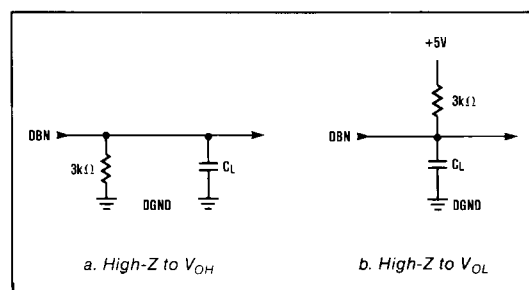 +5V
3kΩ
DBN
3kΩ
CL
DGND
a. High-Z to VOH
DBN
CL
DGND
b. High-Z to VOL